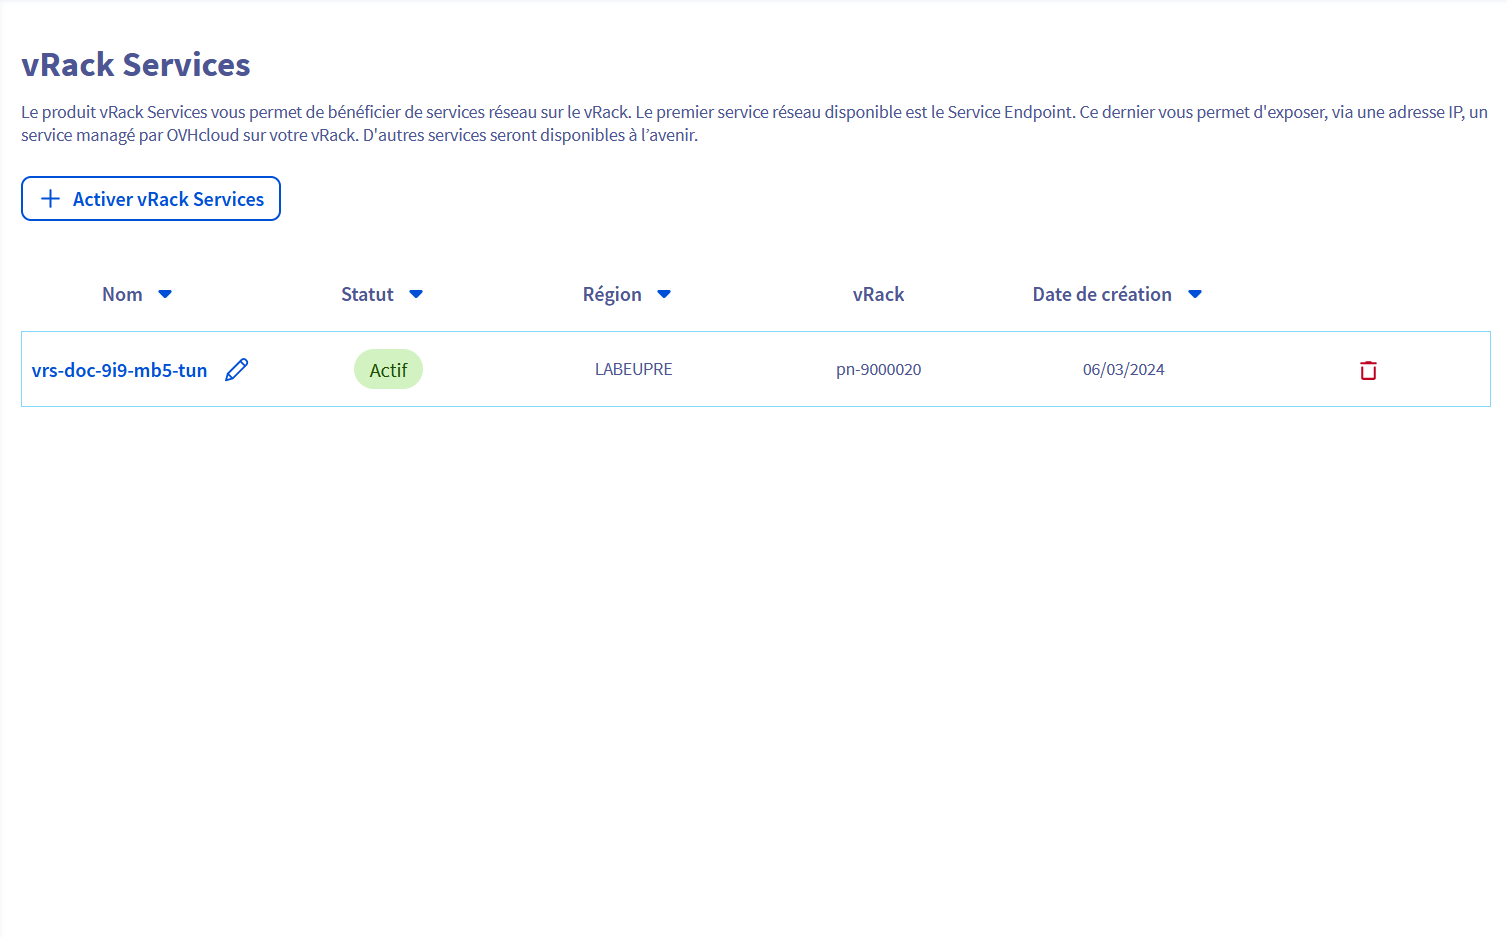 vRack Services
Le produit vRack Services vous permet de bénéficier de services réseau sur le vRack. Le premier service réseau disponible est le Service Endpoint. Ce dernier vous permet d'exposer, via une adresse IP, un
service managé par OVHcloud sur votre vRack. D'autres services seront disponibles à l’avenir.
Activer vRack Services
Nom Statut Région vRack Date de création
vrs-doc-9i9-mb5-tun Actif LABEUPRE pn-9000020 06/03/2024